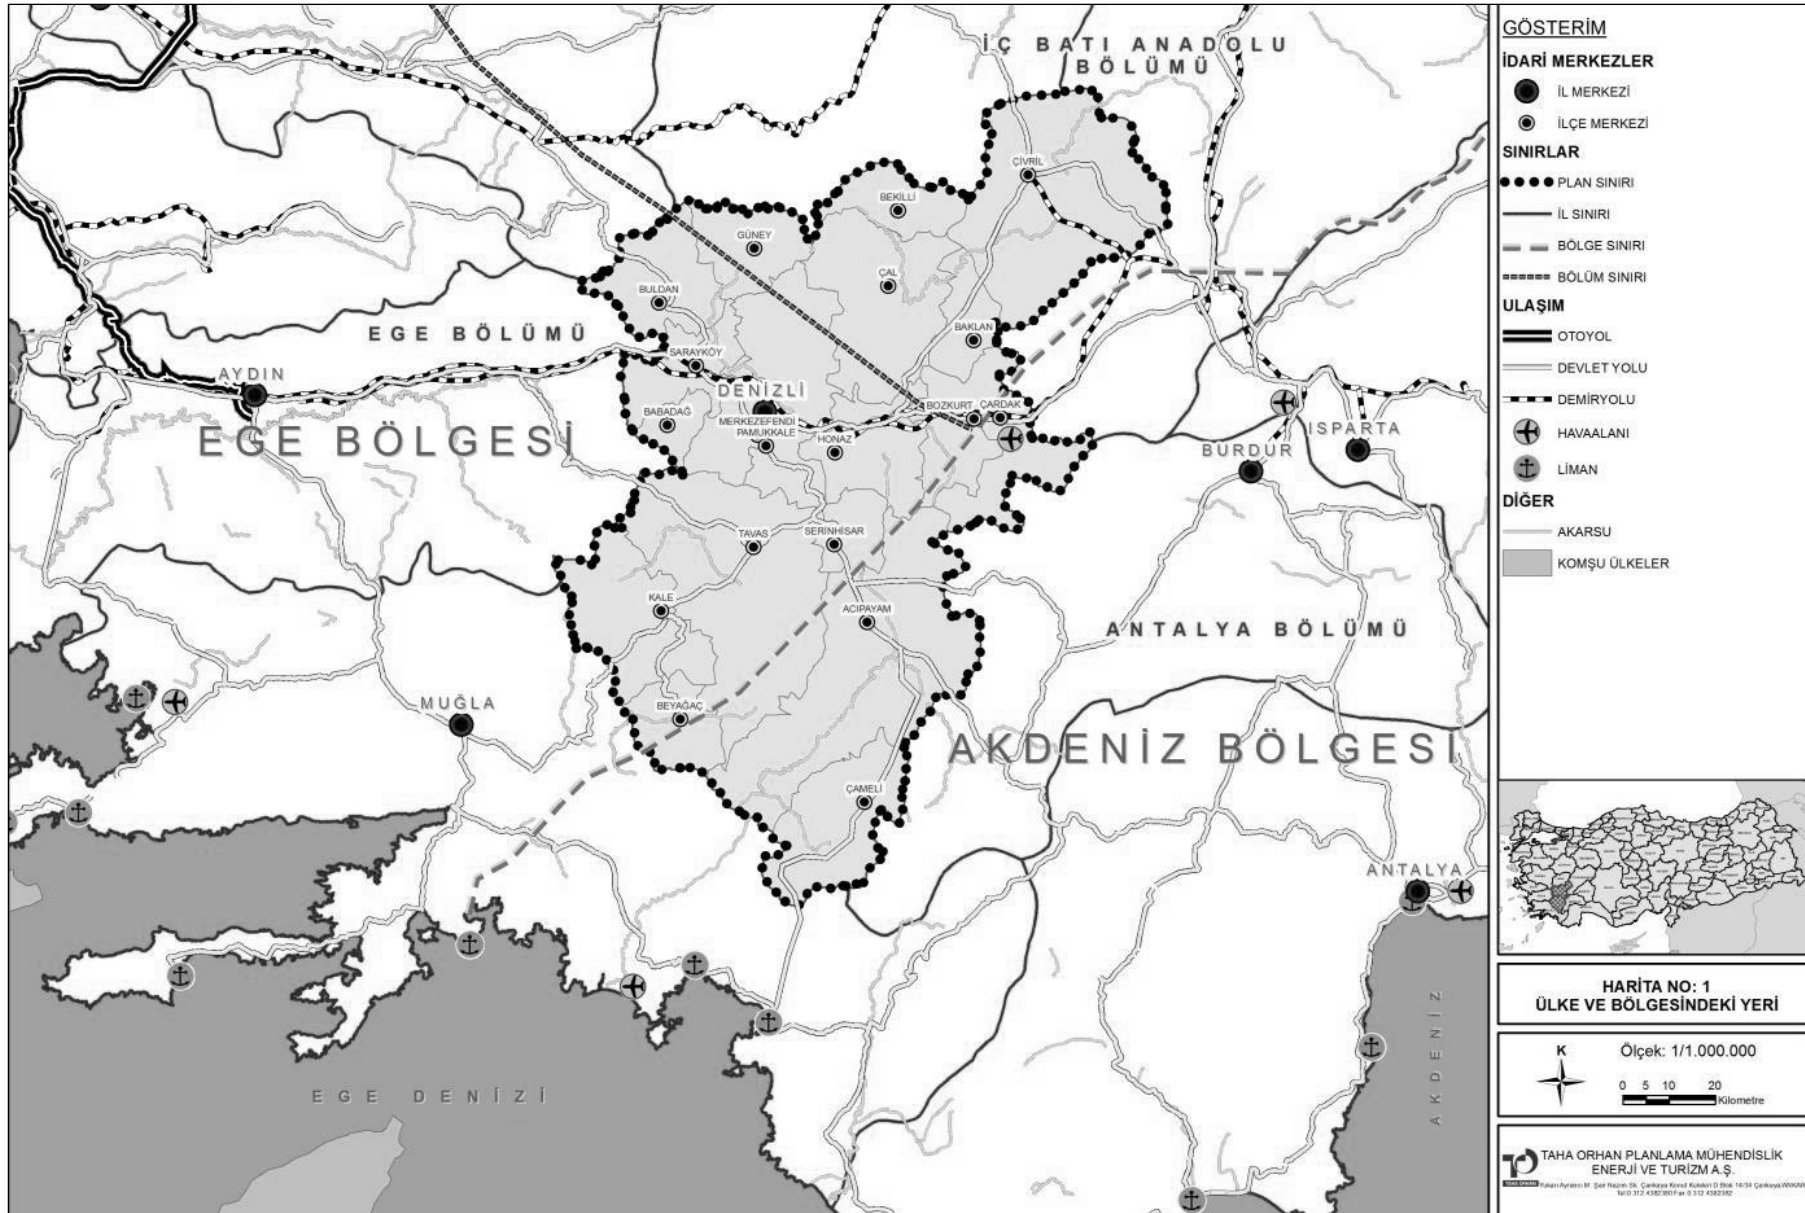 İÇ BATI ANADOLU
BÖLÜMÜ
ÇİVRİL
BEKİLLİ
GÜNEY
ÇAL
BULDAN
EGE BÖLÜMÜ
BAKLAN
SARAYKÖY
AYDIN
DENİZLİ
BABADAĞ
MERKEZEFENDİ
PAMUKKALE
HONAZ
BOZKURT
ÇARDAK
EGE BÖLGESİ
BURDUR
ISPARTA
TAVAS
SERİNHİSAR
KALE
ACIPAYAM
ANTALYA BÖLÜMÜ
MUĞLA
BEYAĞAÇ
AKDENİZ BÖLGESİ
ÇAMELİ
ANTALYA
EGE DENİZİ
AKDENİZ
GÖSTERİM
İDARİ MERKEZLER
İL MERKEZİ
İLÇE MERKEZİ
SINIRLAR
PLAN SINIRI
İL SINIRI
BÖLGE SINIRI
BÖLÜM SINIRI
ULAŞIM
OTOYOL
DEVLET YOLU
DEMİRYOLU
HAVAALANI
LİMAN
DİĞER
AKARSU
KOMŞU ÜLKELER
HARİTA NO: 1
ÜLKE VE BÖLGESİNDEKİ YERİ
K
Ölçek: 1/1.000.000
0 5 10 20
Kilometre
TAHA ORHAN PLANLAMA MÜHENDİSLİK
ENERJİ VE TURİZM A.Ş.
TAHA ORHAN